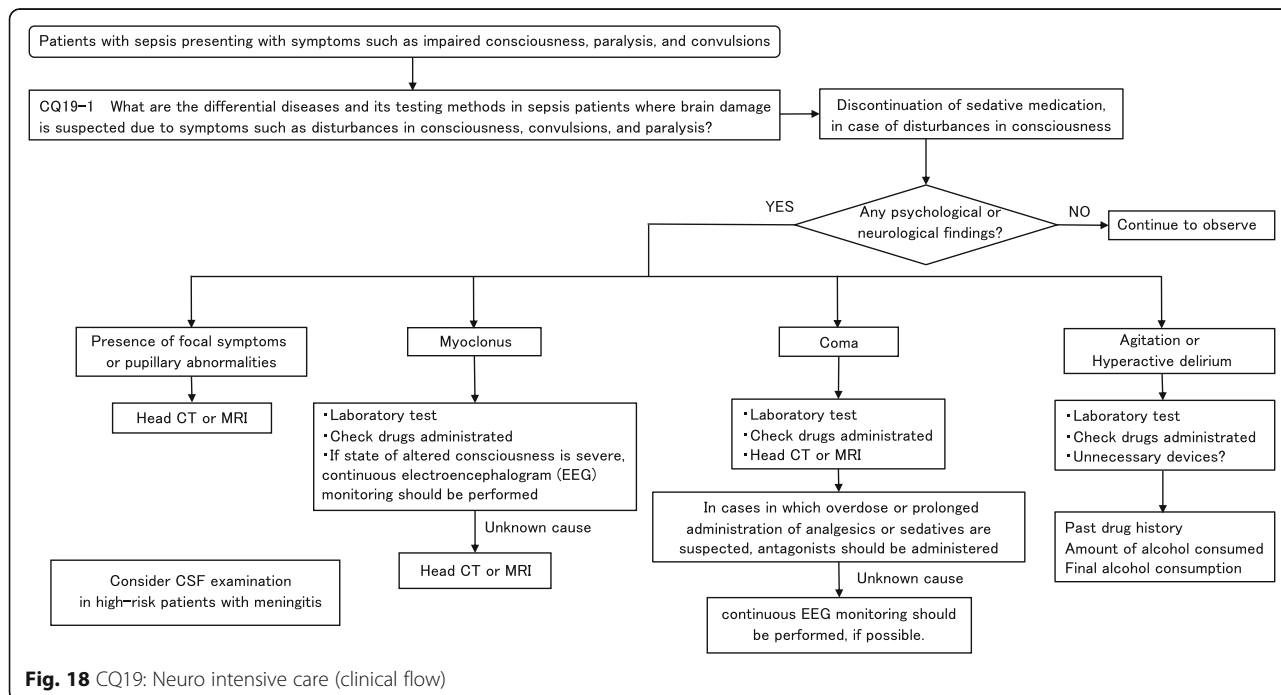 Patients with sepsis presenting with symptoms such as impaired consciousness, paralysis, and convulsions
CQ19-1 What are the differential diseases and its testing methods in sepsis patients where brain damage
is suspected due to symptoms such as disturbances in consciousness, convulsions, and paralysis?
Discontinuation of sedative medication,
in case of disturbances in consciousness
Any psychological or
neurological findings?
YES
NO
Continue to observe
Presence of focal symptoms
or pupillary abnormalities
Head CT or MRI
Myoclonus
・Laboratory test
・Check drugs administrated
・If state of altered consciousness is severe,
continuous electroencephalogram (EEG)
monitoring should be performed
Unknown cause
Head CT or MRI
Coma
・Laboratory test
・Check drugs administrated
・Head CT or MRI
In cases in which overdose or prolonged
administration of analgesics or sedatives are
suspected, antagonists should be administered
Unknown cause
continuous EEG monitoring should
be performed, if possible.
Agitation or
Hyperactive delirium
・Laboratory test
・Check drugs administrated
・Unnecessary devices?
Past drug history
Amount of alcohol consumed
Final alcohol consumption
Consider CSF examination
in high-risk patients with meningitis
Fig. 18 CQ19: Neuro intensive care (clinical flow)